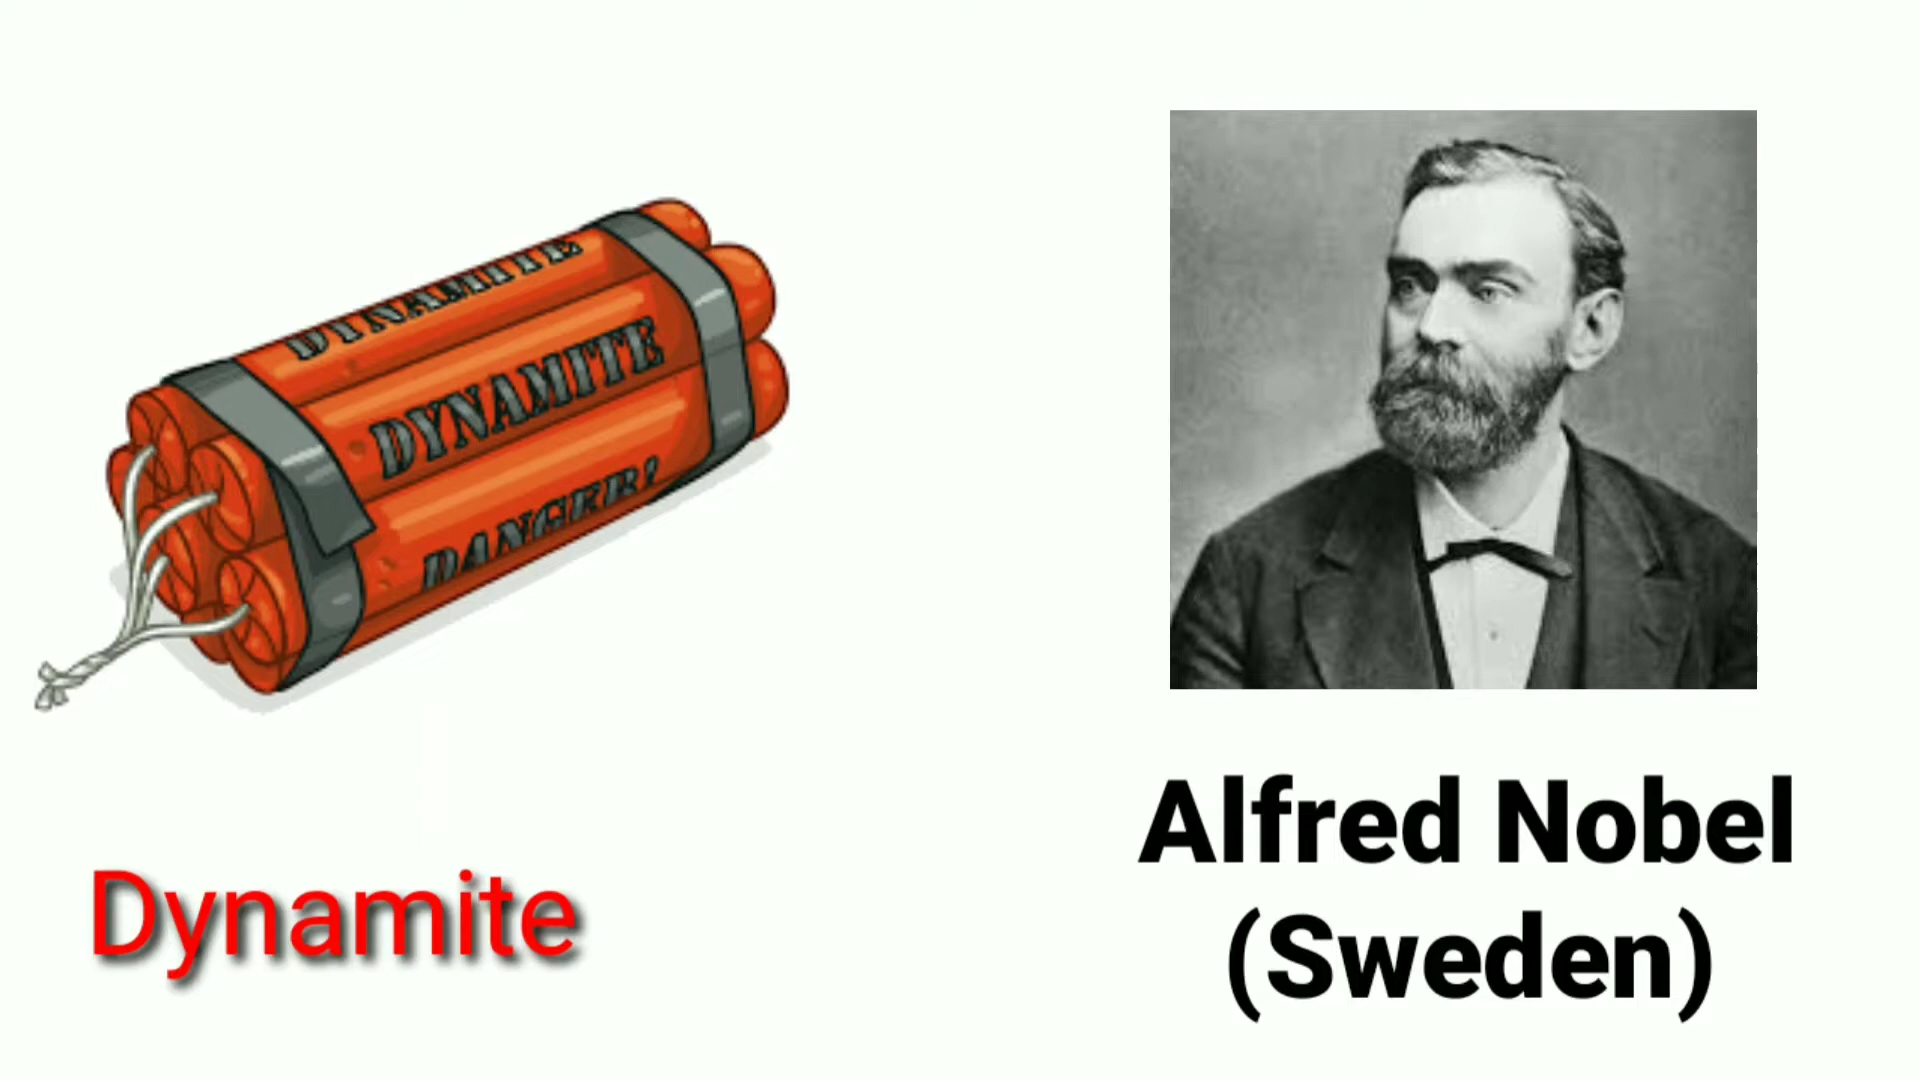 DYNAMITE
DYNAMITE
DANGER!
Dynamite
Alfred Nobel
(Sweden)